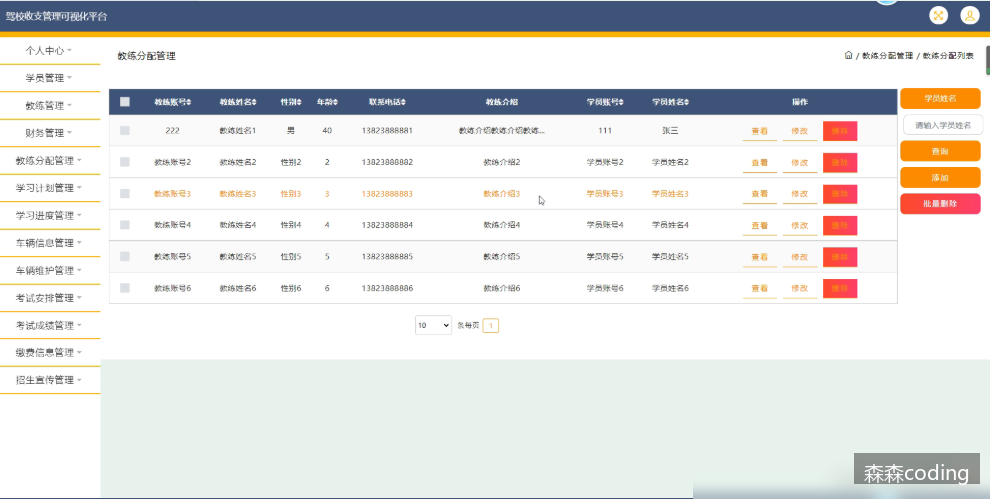 驾校收支管理可视化平台
个人中心
学员管理
教练管理
财务管理
教练分配管理
学习计划管理
学习进度管理
车辆信息管理
车辆维护管理
考试安排管理
考试成绩管理
缴费信息管理
招生宣传管理
教练分配管理
/ 教练分配管理 / 教练分配列表
教练账号 教练姓名 性别 年龄 联系电话 教练介绍 学员账号 学员姓名 操作
222 教练姓名1 男 40 13823888881 教练介绍教练介绍教练... 111 张三 查看 修改 删除
教练账号2 教练姓名2 性别2 2 13823888882 教练介绍2 学员账号2 学员姓名2 查看 修改 删除
教练账号3 教练姓名3 性别3 3 13823888883 教练介绍3 学员账号3 学员姓名3 查看 修改 删除
教练账号4 教练姓名4 性别4 4 13823888884 教练介绍4 学员账号4 学员姓名4 查看 修改 删除
教练账号5 教练姓名5 性别5 5 13823888885 教练介绍5 学员账号5 学员姓名5 查看 修改 删除
教练账号6 教练姓名6 性别6 6 13823888886 教练介绍6 学员账号6 学员姓名6 查看 修改 删除
10 条每页 1
学员姓名
请输入学员姓名
查询
添加
批量删除
森森coding